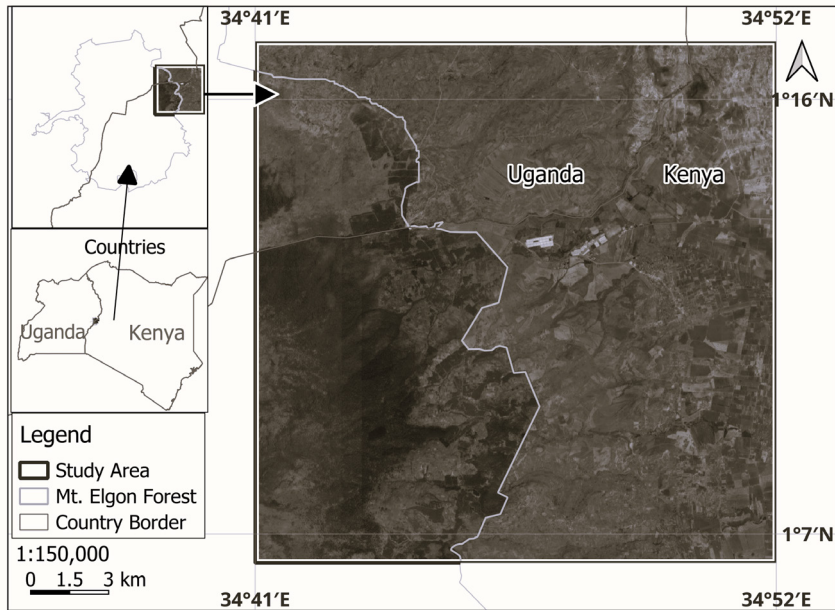 34°41′E
34°52′E
1°16′N
Uganda
Kenya
Countries
Uganda
Kenya
Legend
Study Area
Mt. Elgon Forest
Country Border
1:150,000
0 1.5 3 km
1°7′N
34°41′E
34°52′E